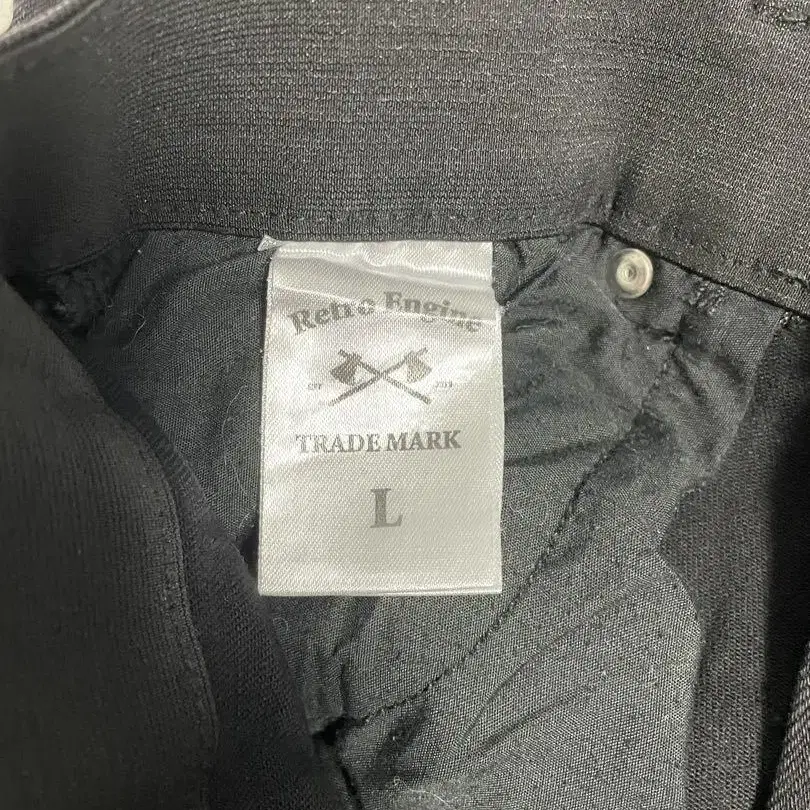 Retro Engine
EST 2019
TRADE MARK
L